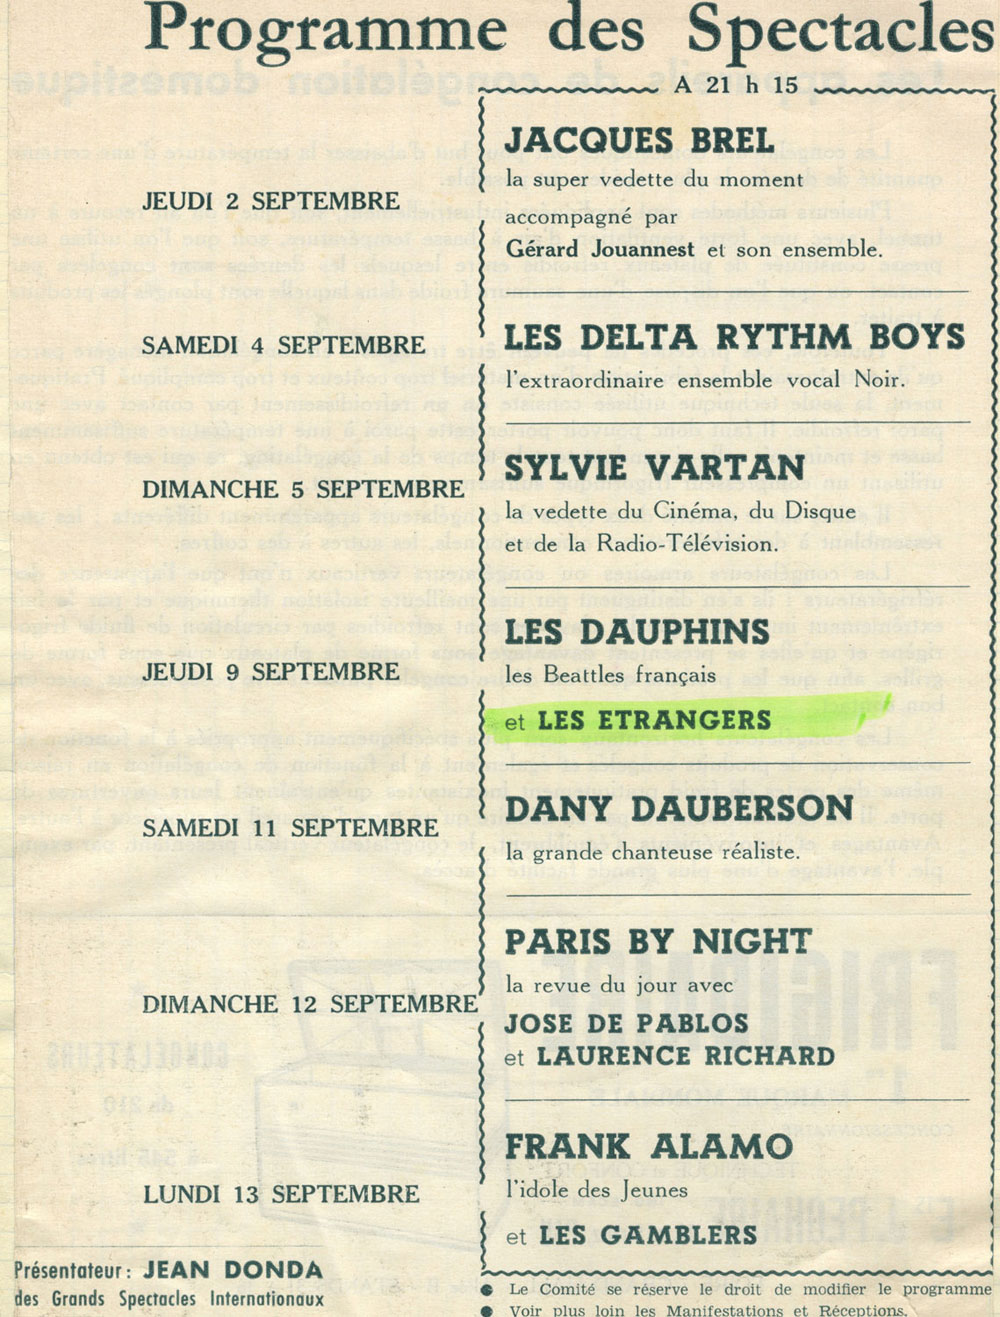 Programme des Spectacles
A 21 h 15
JEUDI 2 SEPTEMBRE
JACQUES BREL
la super vedette du moment
accompagné par
Gérard Jouannest et son ensemble.
SAMEDI 4 SEPTEMBRE
LES DELTA RYTHM BOYS
l'extraordinaire ensemble vocal Noir.
DIMANCHE 5 SEPTEMBRE
SYLVIE VARTAN
la vedette du Cinéma, du Disque
et de la Radio-Télévision.
JEUDI 9 SEPTEMBRE
LES DAUPHINS
les Beattles français
et LES ETRANGERS
SAMEDI 11 SEPTEMBRE
DANY DAUBERSON
la grande chanteuse réaliste.
DIMANCHE 12 SEPTEMBRE
PARIS BY NIGHT
la revue du jour avec
JOSE DE PABLOS
et LAURENCE RICHARD
LUNDI 13 SEPTEMBRE
FRANK ALAMO
l'idole des Jeunes
et LES GAMBLERS
Présentateur : JEAN DONDA
des Grands Spectacles Internationaux
● Le Comité se réserve le droit de modifier le programme
● Voir plus loin les Manifestations et Réceptions.